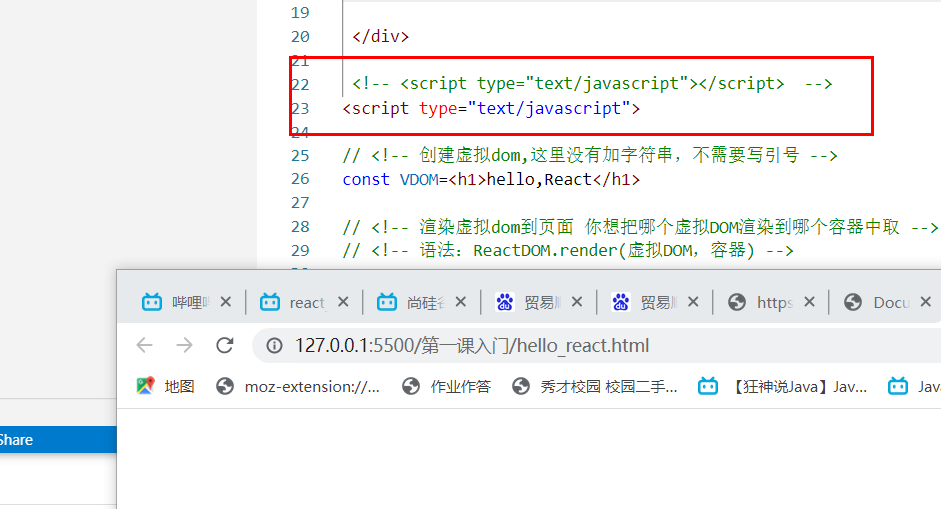 19
20 </div>
21
22 <!-- <script type="text/javascript"></script> -->
23 <script type="text/javascript">
24
25 // <!-- 创建虚拟dom,这里没有加字符串，不需要写引号 -->
26 const VDOM=<h1>hello,React</h1>
27
28 // <!-- 渲染虚拟dom到页面 你想把哪个虚拟DOM渲染到哪个容器中取 -->
29 // <!-- 语法：ReactDOM.render(虚拟DOM，容器) -->
哔哩 react 尚硅谷 贸易 贸易 https Docu
127.0.0.1:5500/第一课入门/hello_react.html
地图 moz-extension://... 作业作答 秀才校园 校园二手... 【狂神说Java】Jav... Java
Share